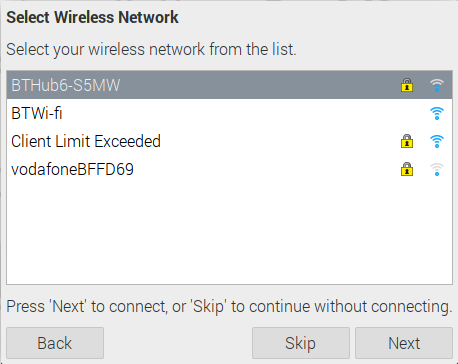 Select Wireless Network
Select your wireless network from the list.
BTHub6-S5MW
BTWi-fi
Client Limit Exceeded
vodafoneBFFD69
Press 'Next' to connect, or 'Skip' to continue without connecting.
Back Skip Next